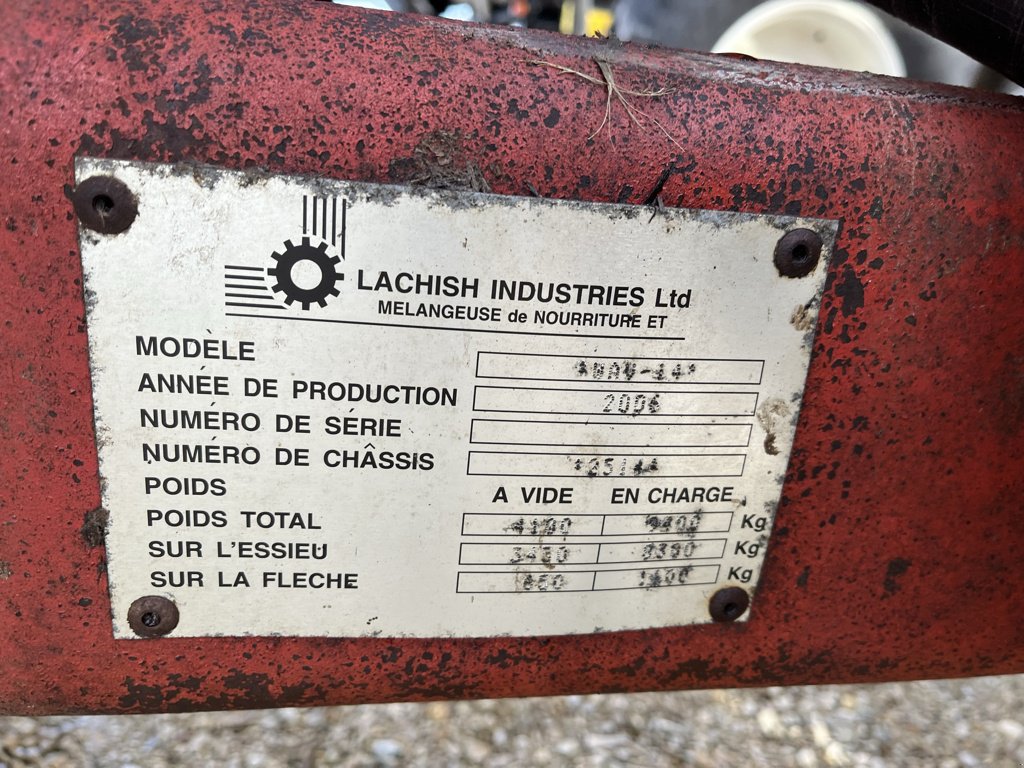 LACHISH INDUSTRIES Ltd
MELANGEUSE de NOURRITURE ET
MODÈLE
ANNÉE DE PRODUCTION 2006
NUMÉRO DE SÉRIE
NUMÉRO DE CHÂSSIS
POIDS A VIDE EN CHARGE
POIDS TOTAL Kg
SUR L'ESSIEU Kg
SUR LA FLECHE Kg